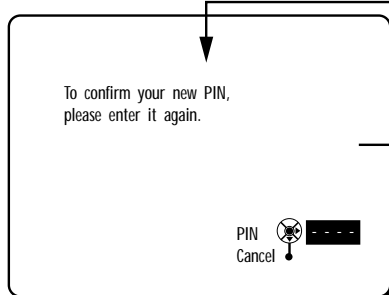 To confirm your new PIN,
please enter it again.
PIN - - - -
Cancel